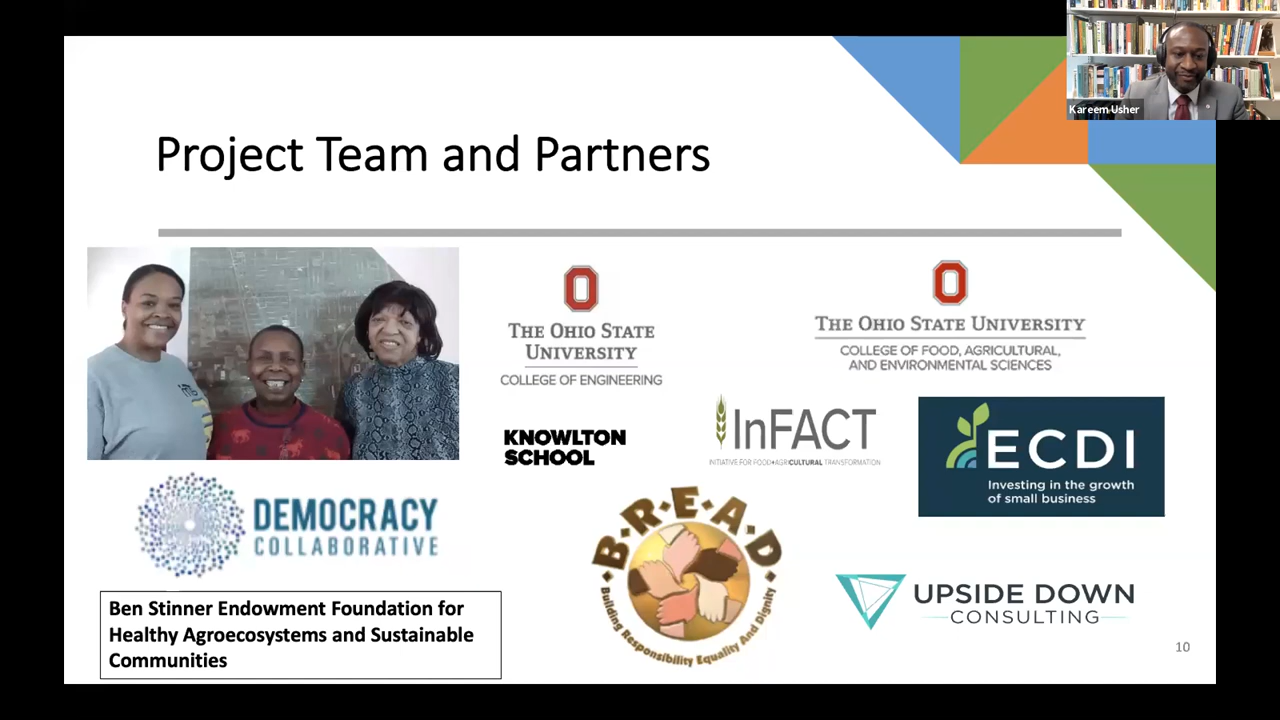 Kareem Usher
Project Team and Partners
THE OHIO STATE
UNIVERSITY
COLLEGE OF ENGINEERING
THE OHIO STATE UNIVERSITY
COLLEGE OF FOOD, AGRICULTURAL,
AND ENVIRONMENTAL SCIENCES
KNOWLTON
SCHOOL
InFACT
INITIATIVE FOR FOOD+AGRICULTURAL TRANSFORMATION
ECDI
Investing in the growth
of small business
DEMOCRACY
COLLABORATIVE
B·R·E·A·D
Building Responsibility Equality And Dignity
UPSIDE DOWN
CONSULTING
Ben Stinner Endowment Foundation for
Healthy Agroecosystems and Sustainable
Communities
10